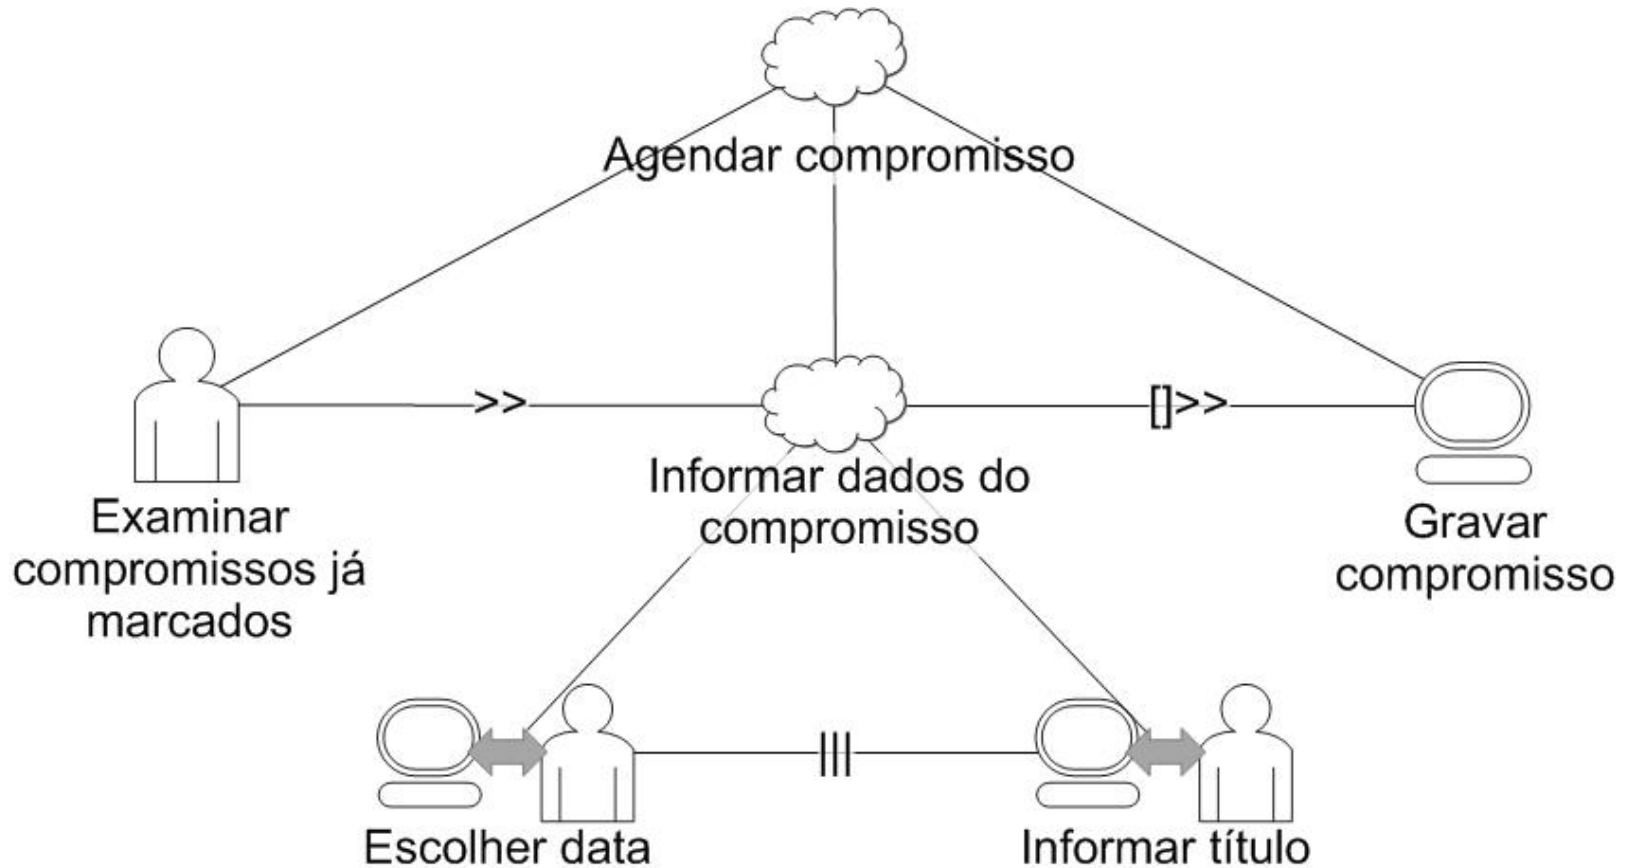 Agendar compromisso
>>
[]>>
Informar dados do
compromisso
Examinar
compromissos já
marcados
Gravar
compromisso
|||
Escolher data
Informar título